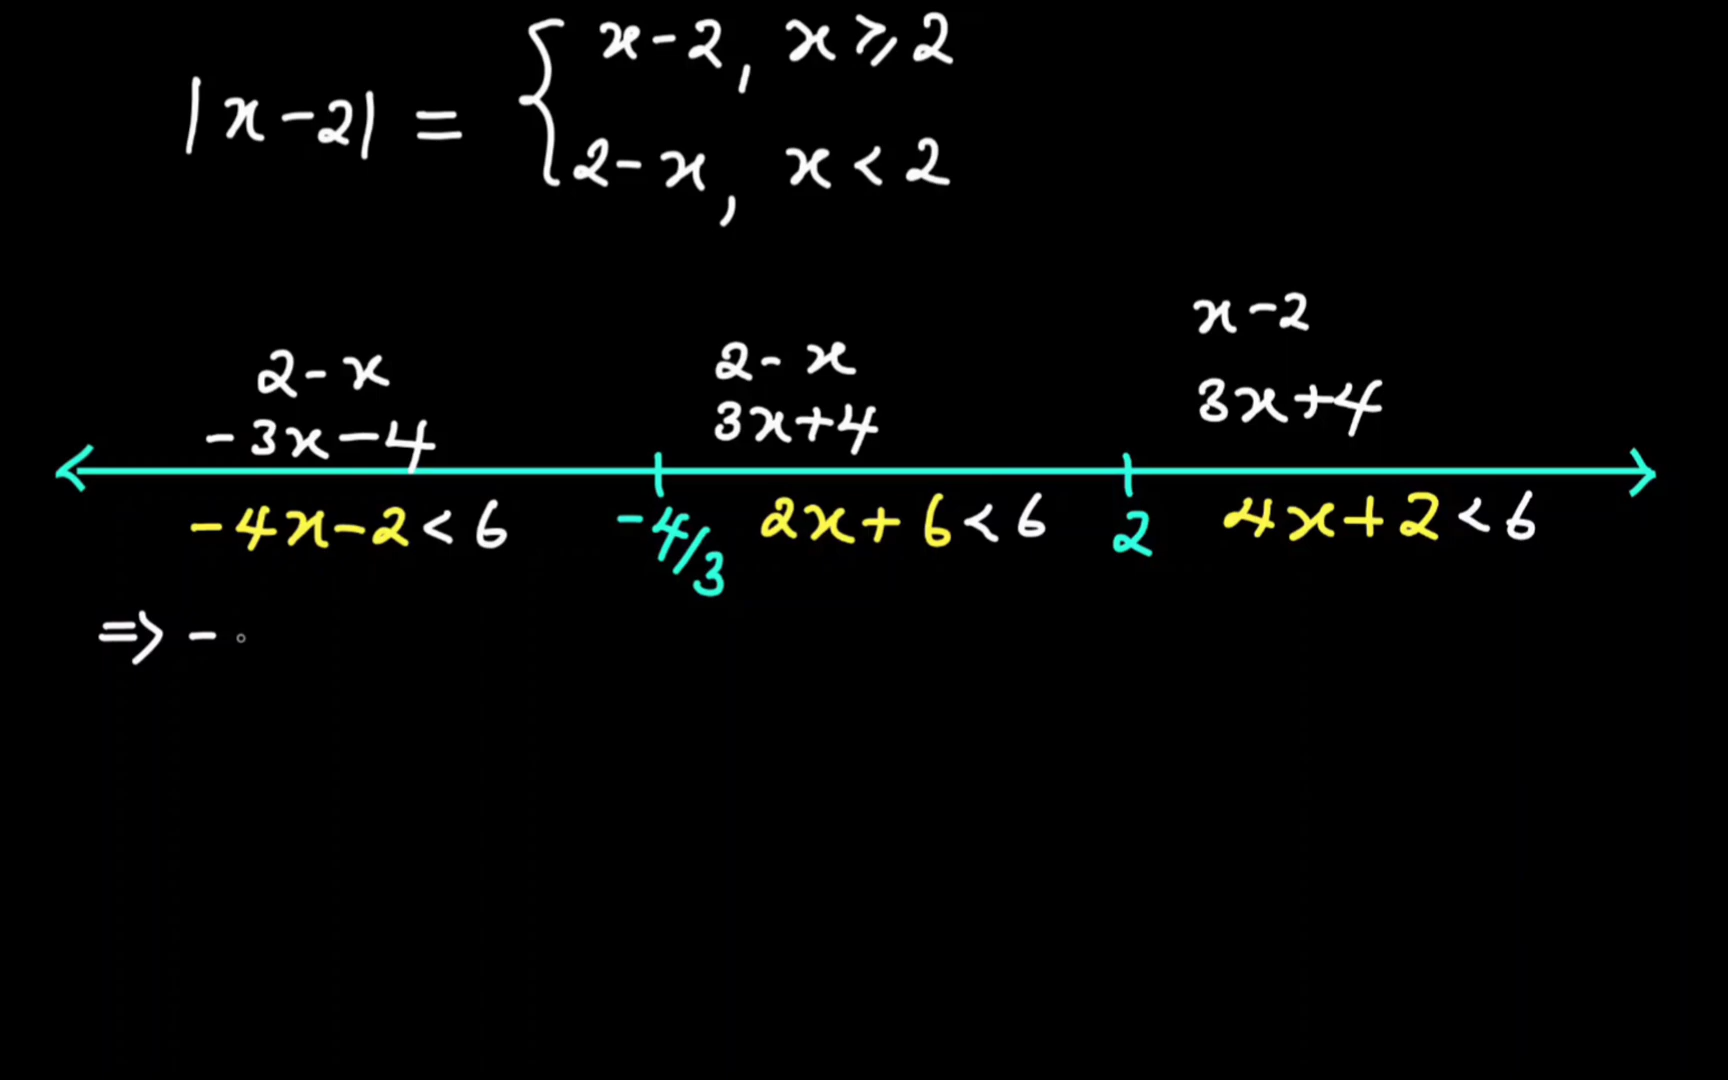 |x-2| = { x-2, x ⩾ 2
2-x, x < 2
x-2
2-x 2-x 3x+4
-3x-4 3x+4
-4x-2<6 -4/3 2x+6<6 2 4x+2<6
=> -